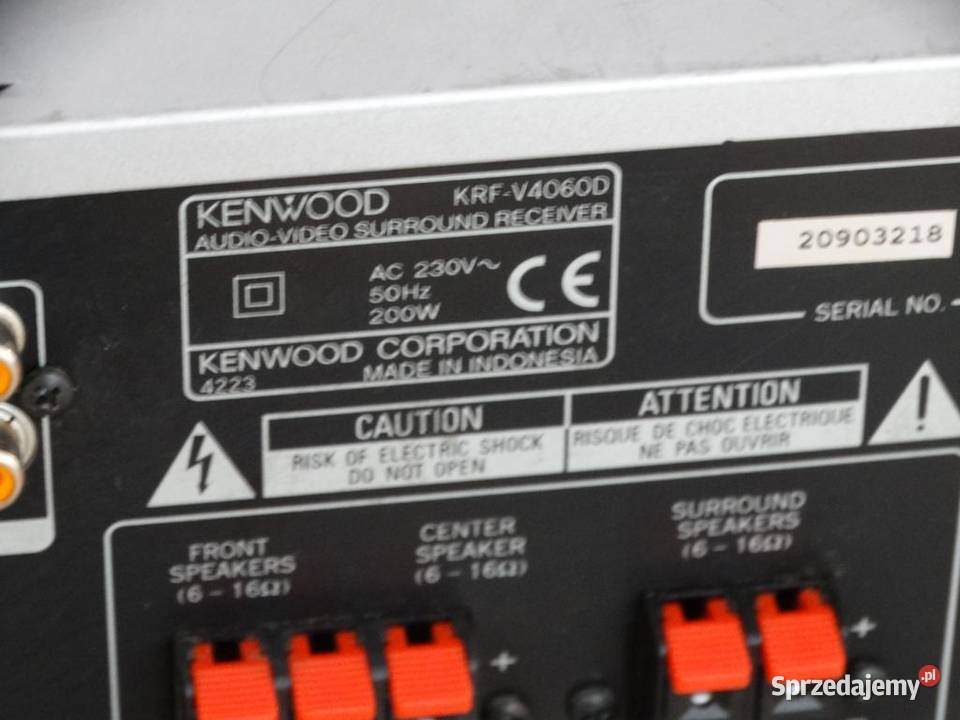 KENWOOD KRF-V4060D
AUDIO-VIDEO SURROUND RECEIVER
AC 230V~
50Hz
200W
CE
KENWOOD CORPORATION
4223 MADE IN INDONESIA
20903218
SERIAL NO.
CAUTION
RISK OF ELECTRIC SHOCK
DO NOT OPEN
ATTENTION
RISQUE DE CHOC ELECTRIQUE
NE PAS OUVRIR
FRONT
SPEAKERS
(6 – 16Ω)
CENTER
SPEAKER
(6 – 16Ω)
SURROUND
SPEAKERS
(6 – 16Ω)
+
+
Sprzedajemy.pl